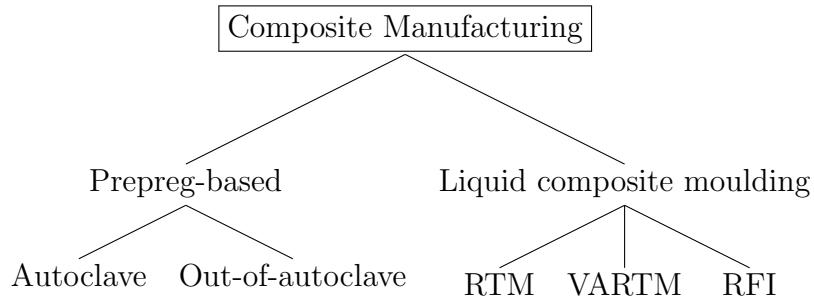 Composite Manufacturing
Prepreg-based
Liquid composite moulding
Autoclave
Out-of-autoclave
RTM
VARTM
RFI